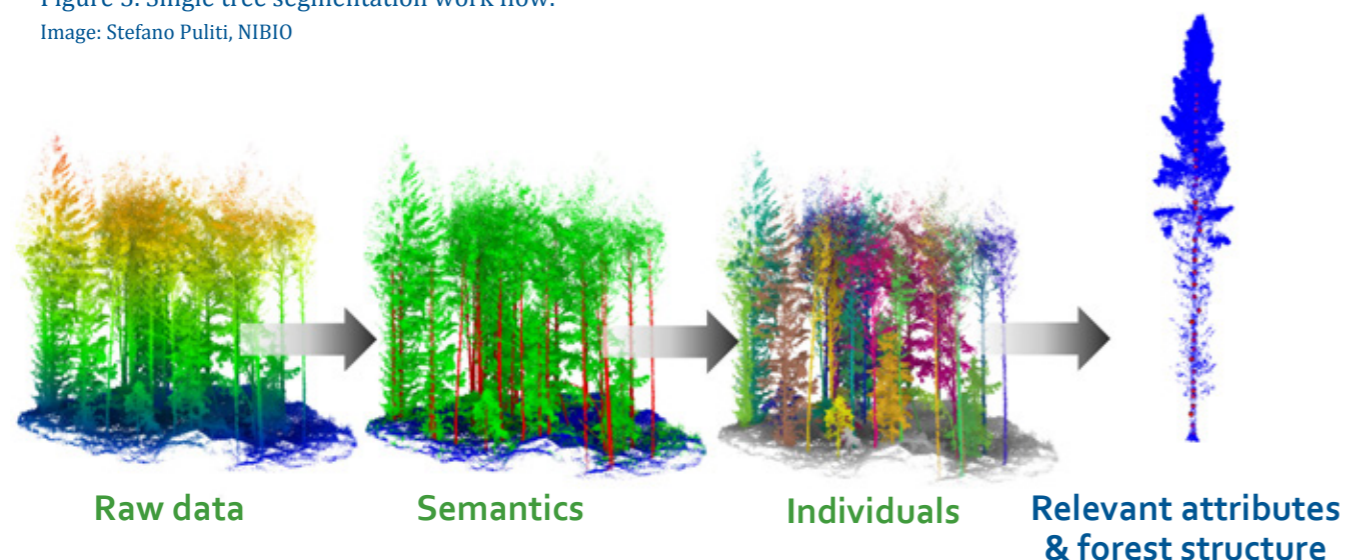 Figure 3. Single tree segmentation work flow.
Image: Stefano Puliti, NIBIO
Raw data
Semantics
Individuals
Relevant attributes
& forest structure